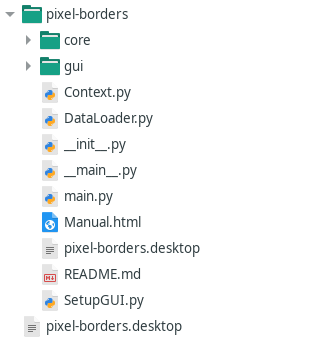 pixel-borders
core
gui
Context.py
DataLoader.py
__init__.py
__main__.py
main.py
Manual.html
pixel-borders.desktop
README.md
SetupGUI.py
pixel-borders.desktop